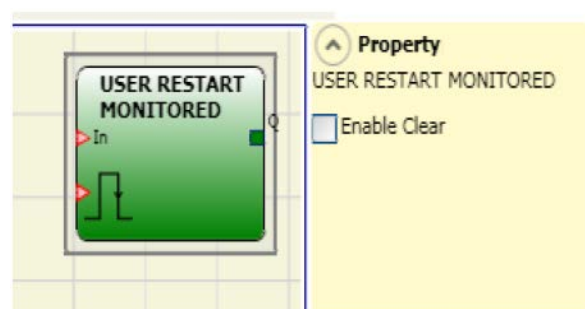 USER RESTART
MONITORED
In
Q
Property
USER RESTART MONITORED
Enable Clear